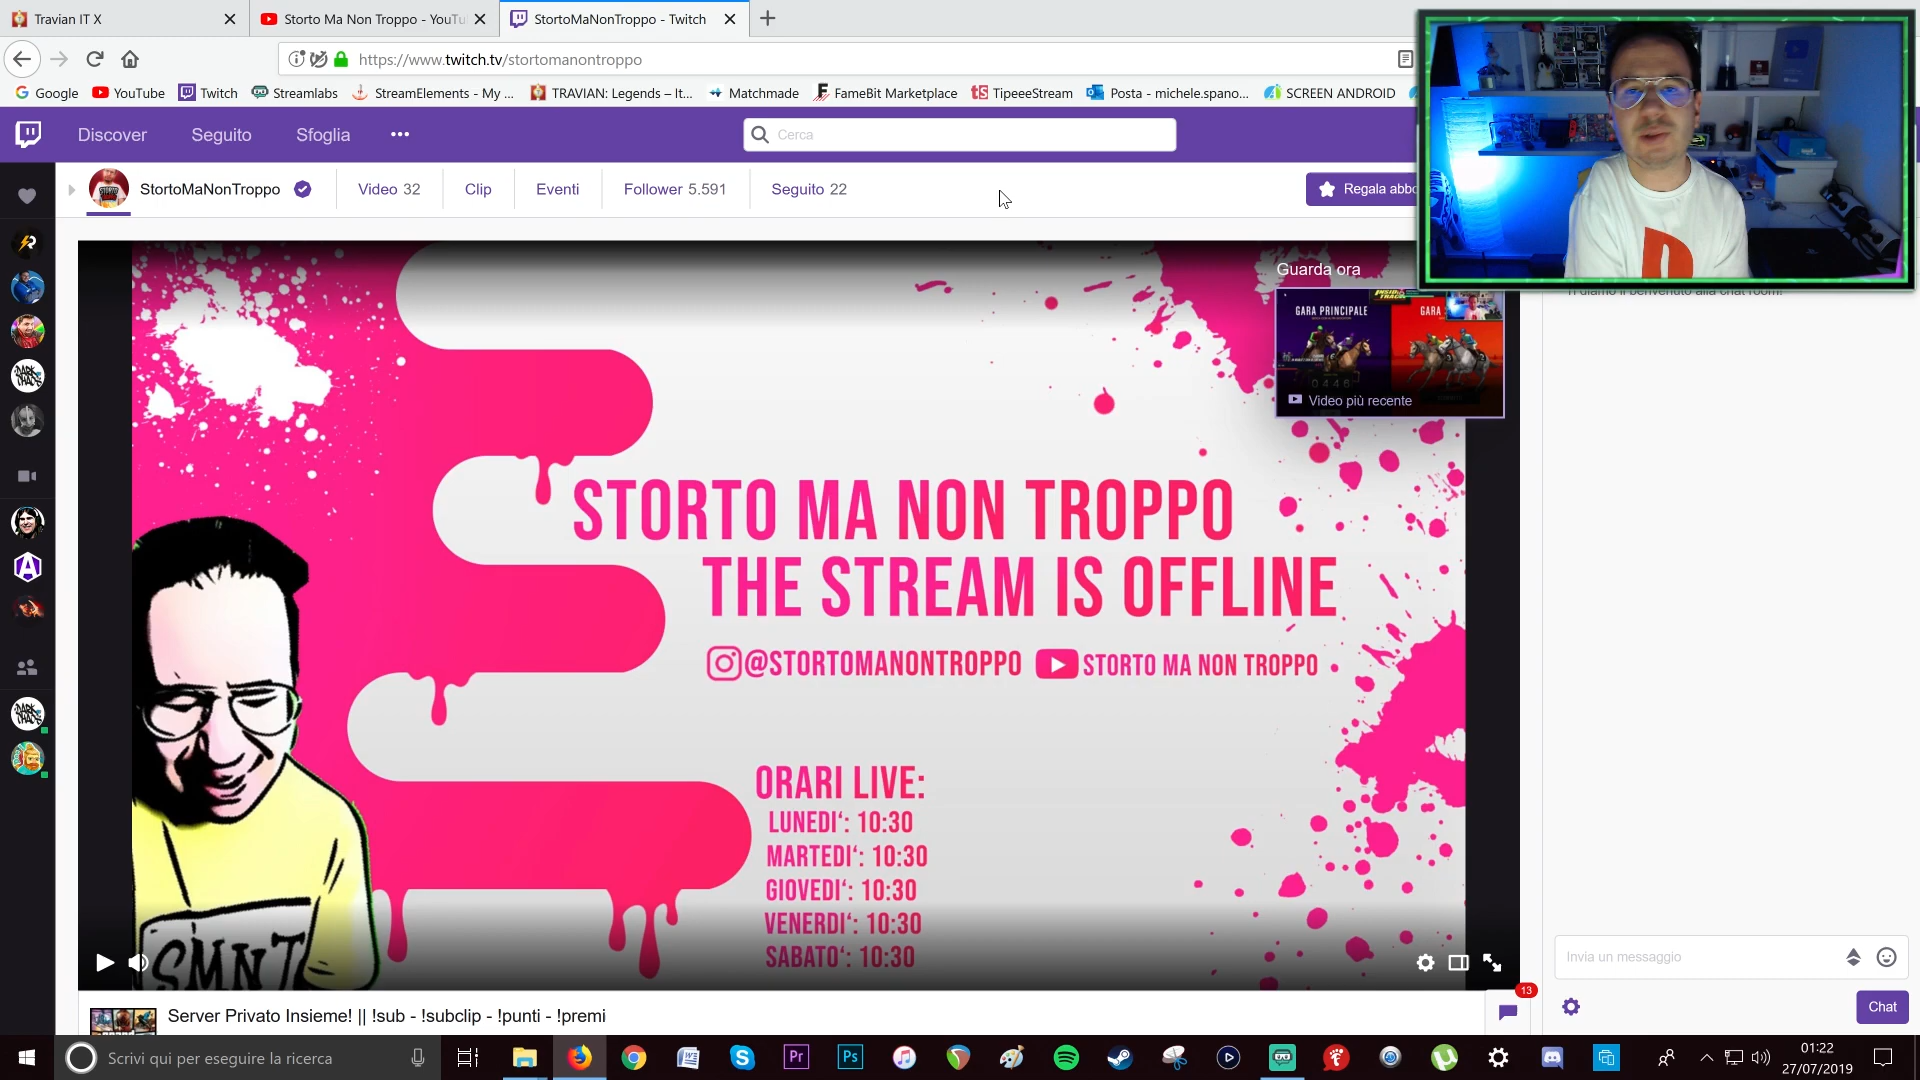 Travian IT X
Storto Ma Non Troppo - YouTu
StortoMaNonTroppo - Twitch
https://www.twitch.tv/stortomanontroppo
Google
YouTube
Twitch
Streamlabs
StreamElements - My ...
TRAVIAN: Legends – It...
Matchmade
FameBit Marketplace
TipeeeStream
Posta - michele.spano...
SCREEN ANDROID
Discover
Seguito
Sfoglia
Cerca
StortoMaNonTroppo
Video 32
Clip
Eventi
Follower 5.591
Seguito 22
Regala abbo
Guarda ora
GARA PRINCIPALE
GARA
0446
Video più recente
STORTO MA NON TROPPO
THE STREAM IS OFFLINE
@STORTOMANONTROPPO
STORTO MA NON TROPPO
ORARI LIVE:
LUNEDI‘: 10:30
MARTEDI‘: 10:30
GIOVEDI‘: 10:30
VENERDI‘: 10:30
SABATO‘: 10:30
SMNT
Invia un messaggio
13
Chat
Server Privato Insieme! || !sub - !subclip - !punti - !premi
Scrivi qui per eseguire la ricerca
Pr
Ps
01:22
27/07/2019